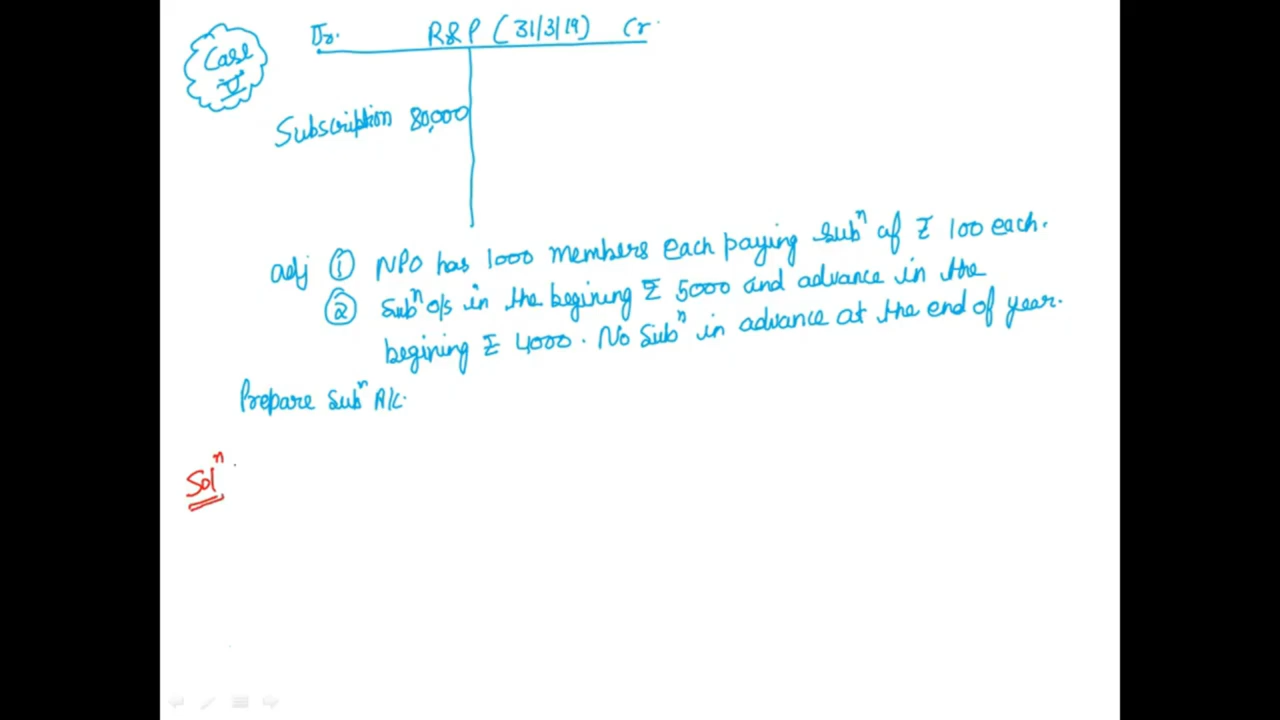 Case V
Dr. R&P (31/3/19) Cr.
Subscription 80,000
adj ① NPO has 1000 members each paying subⁿ of ₹ 100 each.
② Subⁿ o/s in the begining ₹ 5000 and advance in the
begining ₹ 4000. No Subⁿ in advance at the end of year.
Prepare Subⁿ A/c.
Solⁿ